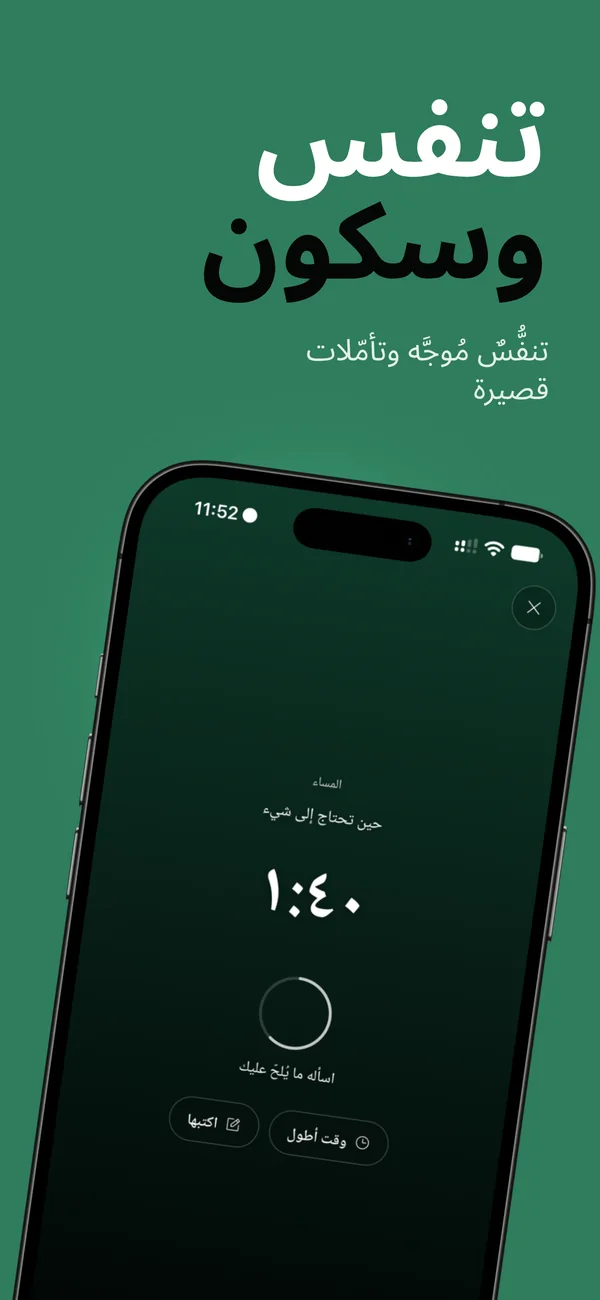 تنفس
وسكون
تنفُّسٌ مُوجَّه وتأمّلات
قصيرة
11:52
المساء
حين تحتاج إلى شيء
١:٤٠
اسأله ما يُلحّ عليك
وقت أطول
اكتبها